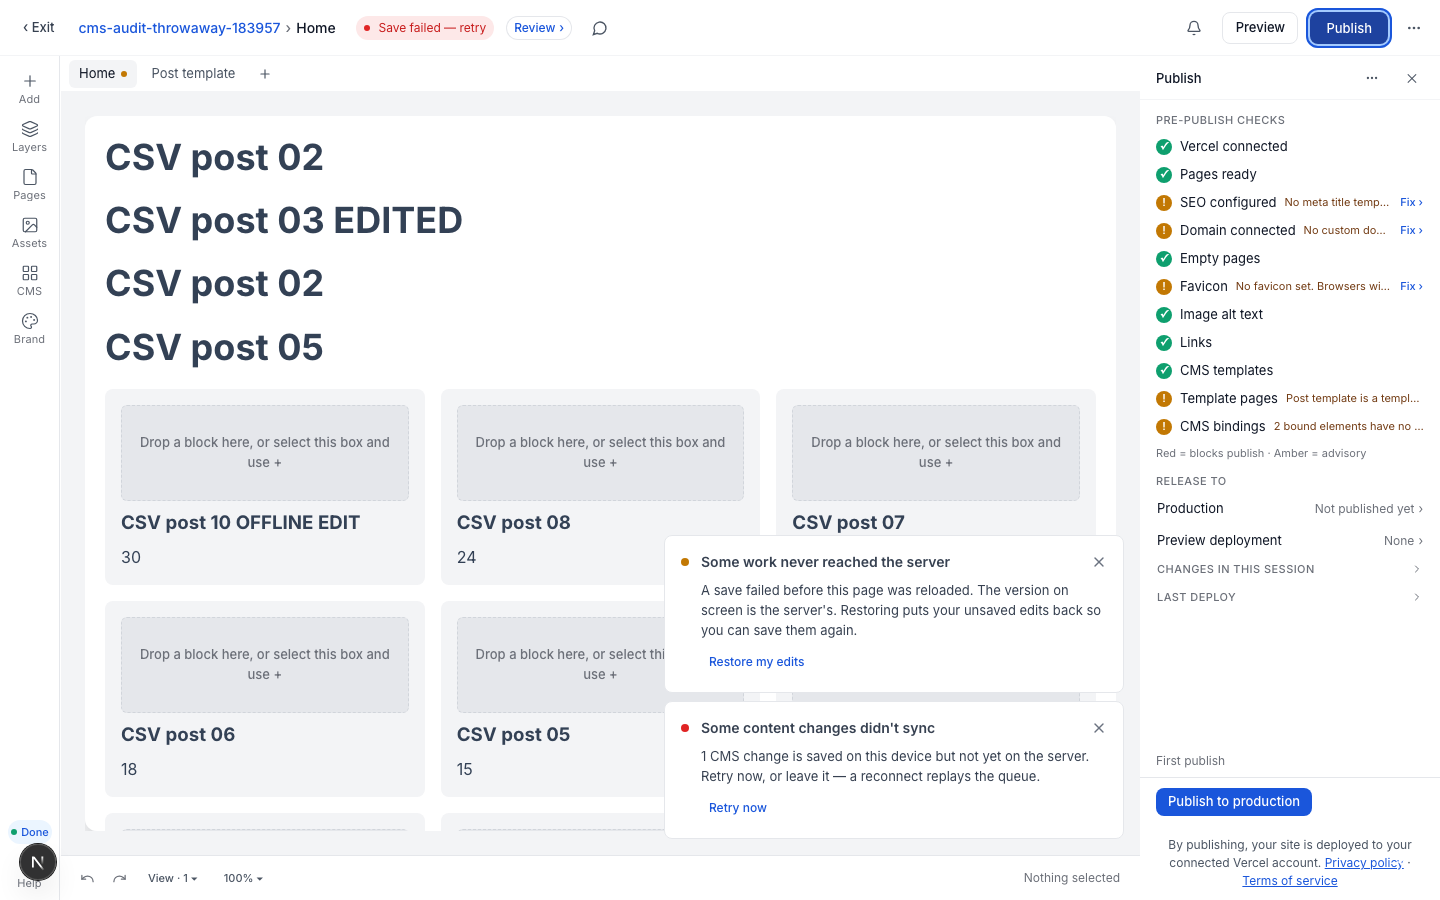 ‹ Exit
cms-audit-throwaway-183957 › Home
Save failed — retry
Review ›
Preview
Publish
Home
Post template
Add
Layers
Pages
Assets
CMS
Brand
Done
N
Help
CSV post 02
CSV post 03 EDITED
CSV post 02
CSV post 05
Drop a block here, or select this box and
use +
CSV post 10 OFFLINE EDIT
30
Drop a block here, or select this box and
use +
CSV post 08
24
Drop a block here, or select this box and
use +
CSV post 07
Drop a block here, or select this box and
use +
CSV post 06
18
Drop a block here, or select thi
use +
CSV post 05
15
Some work never reached the server
A save failed before this page was reloaded. The version on
screen is the server's. Restoring puts your unsaved edits back so
you can save them again.
Restore my edits
Some content changes didn't sync
1 CMS change is saved on this device but not yet on the server.
Retry now, or leave it — a reconnect replays the queue.
Retry now
View · 1
100%
Nothing selected
Publish
PRE-PUBLISH CHECKS
Vercel connected
Pages ready
SEO configured No meta title temp... Fix ›
Domain connected No custom do... Fix ›
Empty pages
Favicon No favicon set. Browsers wi... Fix ›
Image alt text
Links
CMS templates
Template pages Post template is a templ...
CMS bindings 2 bound elements have no ...
Red = blocks publish · Amber = advisory
RELEASE TO
Production Not published yet ›
Preview deployment None ›
CHANGES IN THIS SESSION
LAST DEPLOY
First publish
Publish to production
By publishing, your site is deployed to your
connected Vercel account. Privacy policy ·
Terms of service